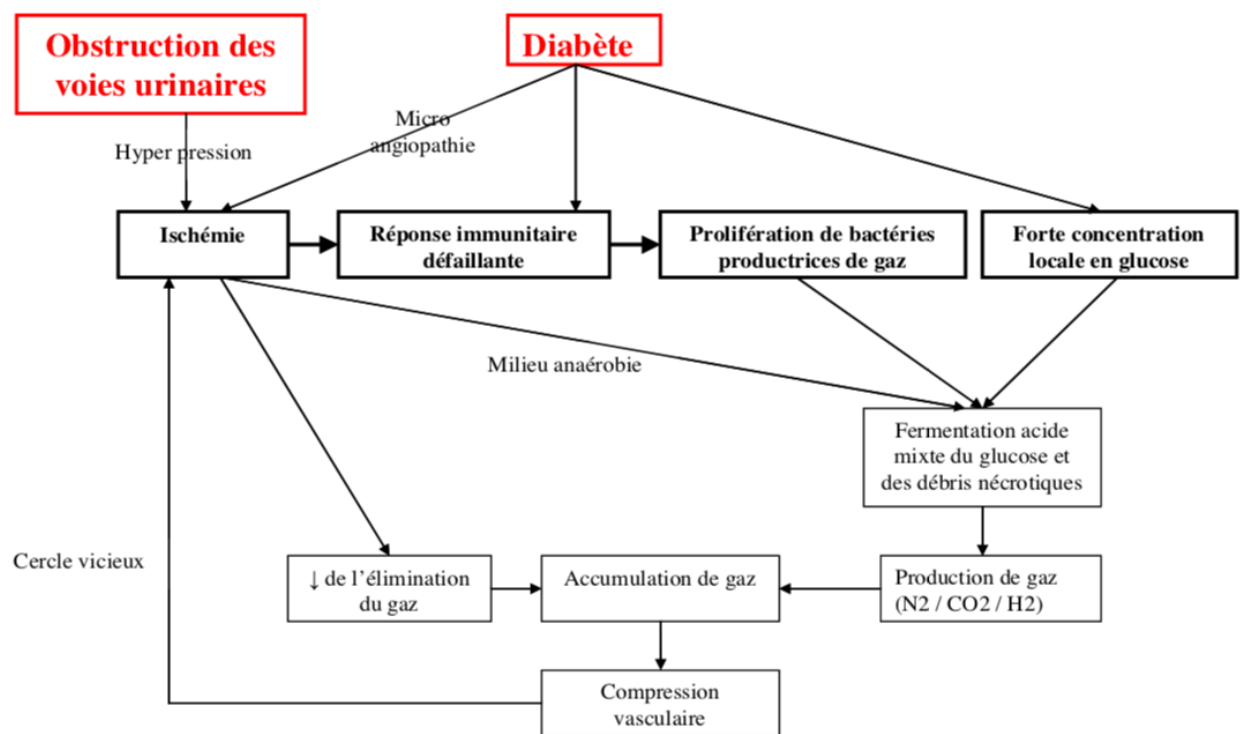 Obstruction des
voies urinaires
Diabète
Micro
angiopathie
Hyper pression
Ischémie
Réponse immunitaire
défaillante
Prolifération de bactéries
productrices de gaz
Forte concentration
locale en glucose
Milieu anaérobie
Fermentation acide
mixte du glucose et
des débris nécrotiques
Cercle vicieux
↓ de l’élimination
du gaz
Accumulation de gaz
Production de gaz
(N2 / CO2 / H2)
Compression
vasculaire